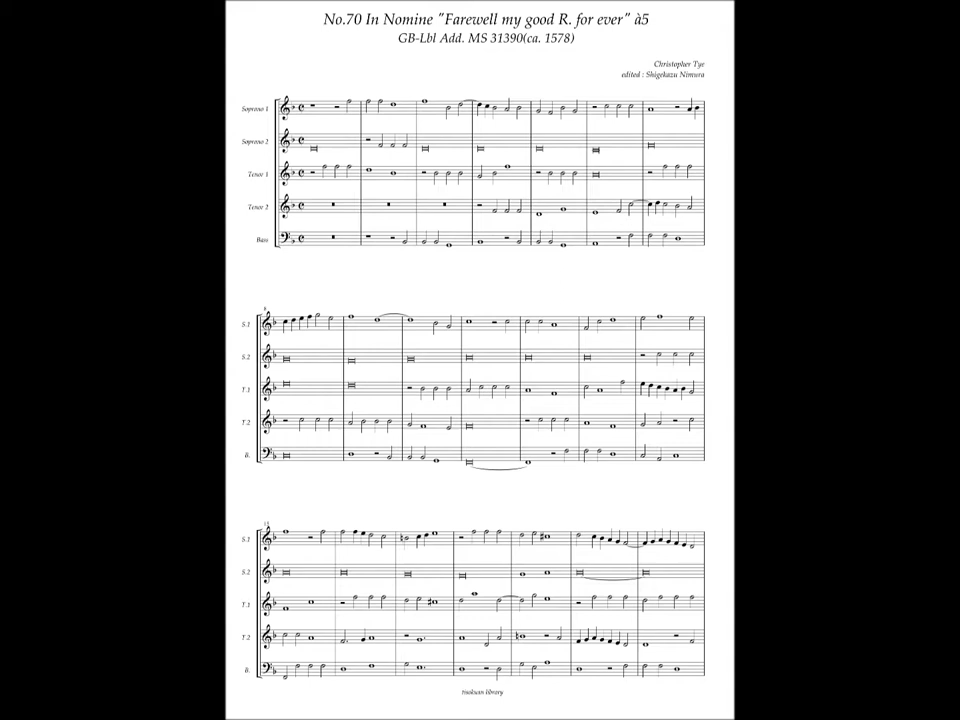 No.70 In Nomine "Farewell my good R. for ever" à5
GB-Lbl Add. MS 31390(ca. 1578)
Christopher Tye
edited : Shigekazu Nimura
Soprano 1
Soprano 2
Tenor 1
Tenor 2
Bass
8
S.1
S.2
T.1
T.2
B.
15
S.1
S.2
T.1
T.2
B.
tsukuan library